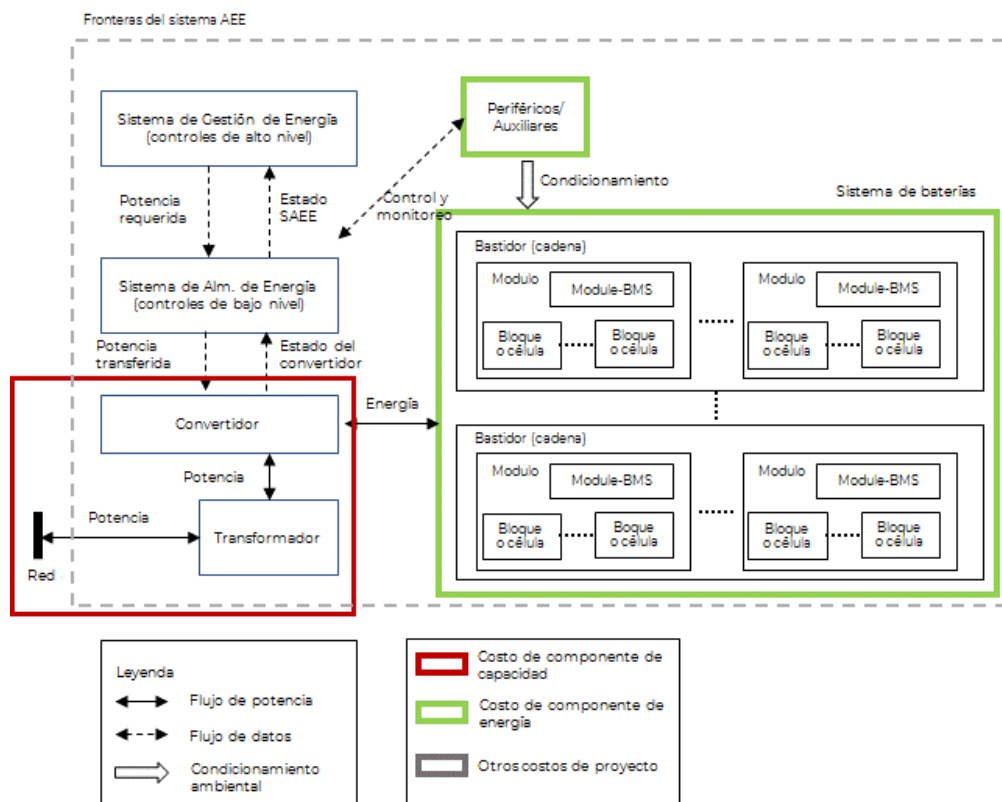 Fronteras del sistema AEE
Sistema de Gestión de Energía
(controles de alto nivel)
Periféricos/
Auxiliares
Condicionamiento
Sistema de baterías
Potencia
requerida
Estado
SAEE
Control y
monitoreo
Sistema de Alm. de Energía
(controles de bajo nivel)
Potencia
transferida
Estado del
convertidor
Convertidor
Energía
Potencia
Potencia
Transformador
Red
Bastidor (cadena)
Modulo
Module-BMS
Bloque
o célula
Bloque
o célula
Modulo
Module-BMS
Bloque
o célula
Bloque
o célula
Bastidor (cadena)
Modulo
Module-BMS
Bloque
o célula
Boque
o célula
Modulo
Module-BMS
Bloque
o célula
Boque
o célula
Leyenda
Flujo de potencia
Flujo de datos
Condicionamiento
ambiental
Costo de componente de
capacidad
Costo de componente de
energía
Otros costos de proyecto